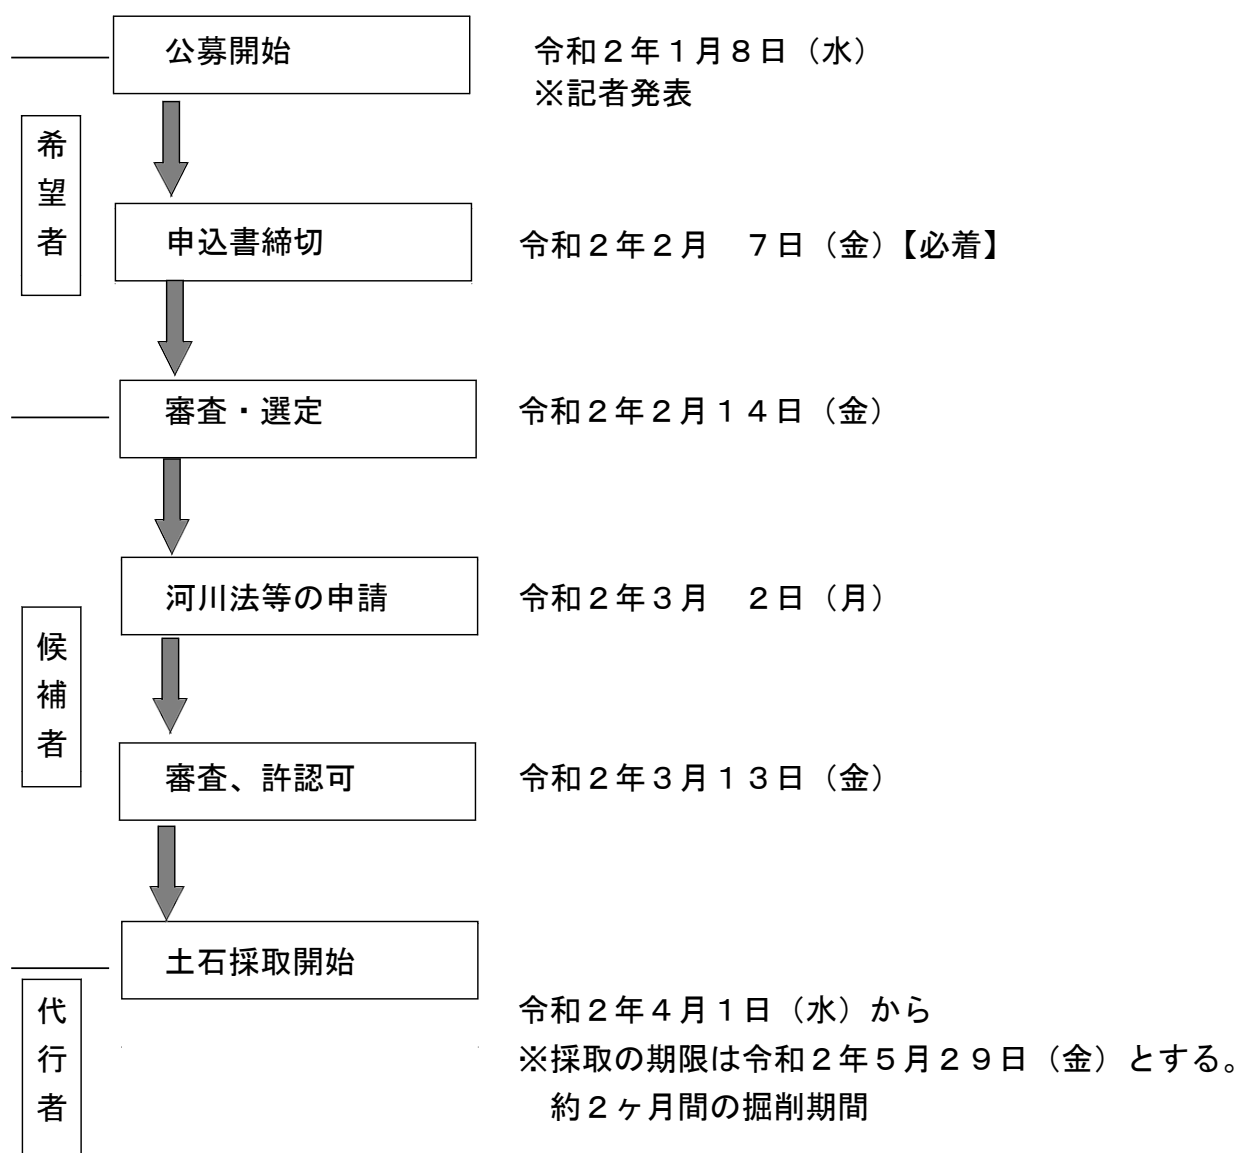 公募開始
令和２年１月８日（水）
※記者発表
希望者
申込書締切
令和２年２月　７日（金）【必着】
審査・選定
令和２年２月１４日（金）
河川法等の申請
令和２年３月　２日（月）
候補者
審査、許認可
令和２年３月１３日（金）
土石採取開始
代行者
令和２年４月１日（水）から
※採取の期限は令和２年５月２９日（金）とする。
約２ヶ月間の掘削期間